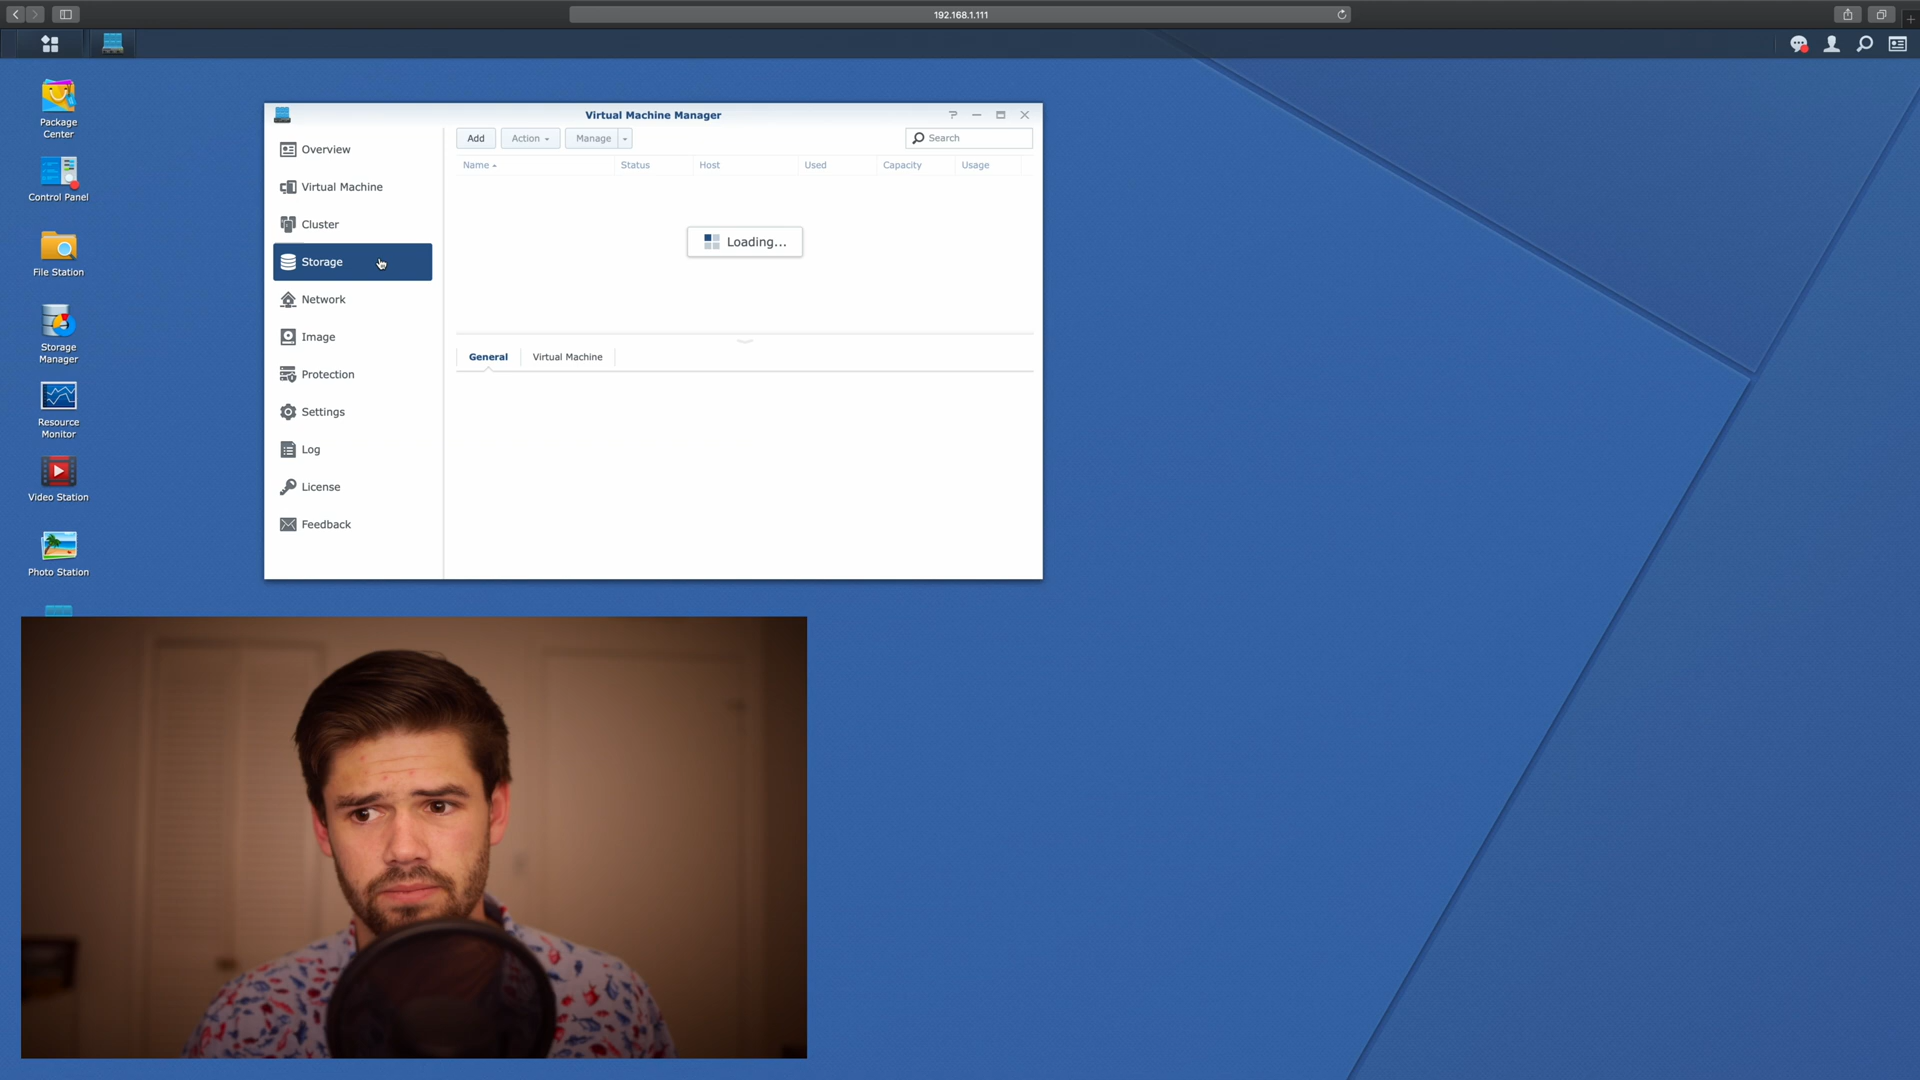 192.168.1.111
Package
Center
Control Panel
File Station
Storage
Manager
Resource
Monitor
Video Station
Photo Station
Virtual Machine Manager
Overview
Virtual Machine
Cluster
Storage
Network
Image
Protection
Settings
Log
License
Feedback
Add
Action
Manage
Search
Name
Status
Host
Used
Capacity
Usage
Loading...
General
Virtual Machine